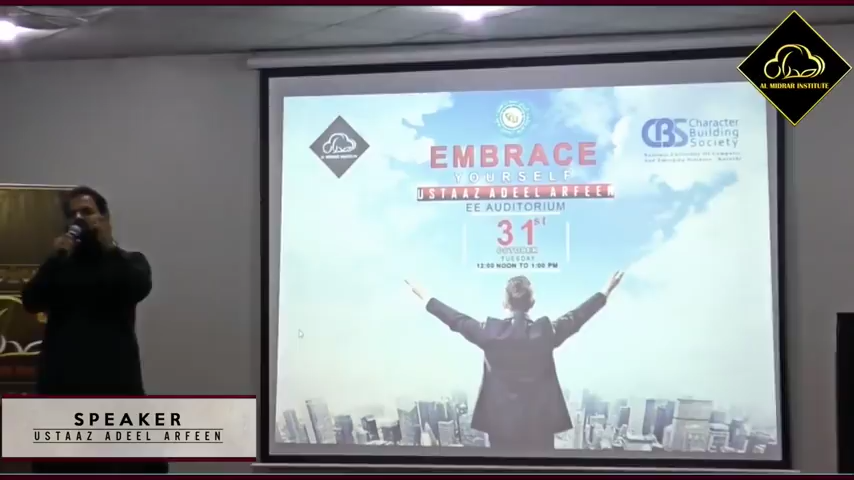 AL MIDRAR INSTITUTE
CBS Character
Building
Society
EMBRACE
YOURSELF
USTAAZ ADEEL ARFEEN
EE AUDITORIUM
31st
OCTOBER
TUESDAY
12:00 NOON TO 1:00 PM
SPEAKER
USTAAZ ADEEL ARFEEN